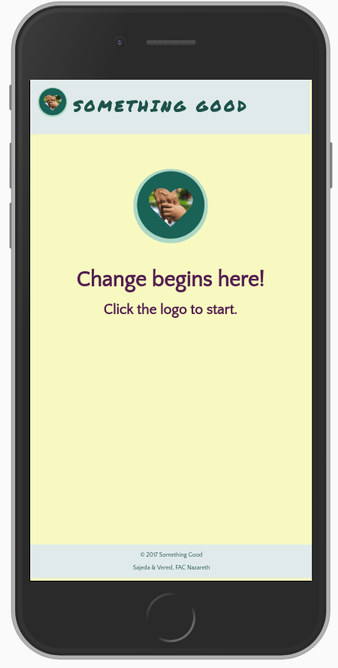 SOMETHING GOOD
Change begins here!
Click the logo to start.
© 2017 Something Good
Sajeda & Vered, FAC Nazareth